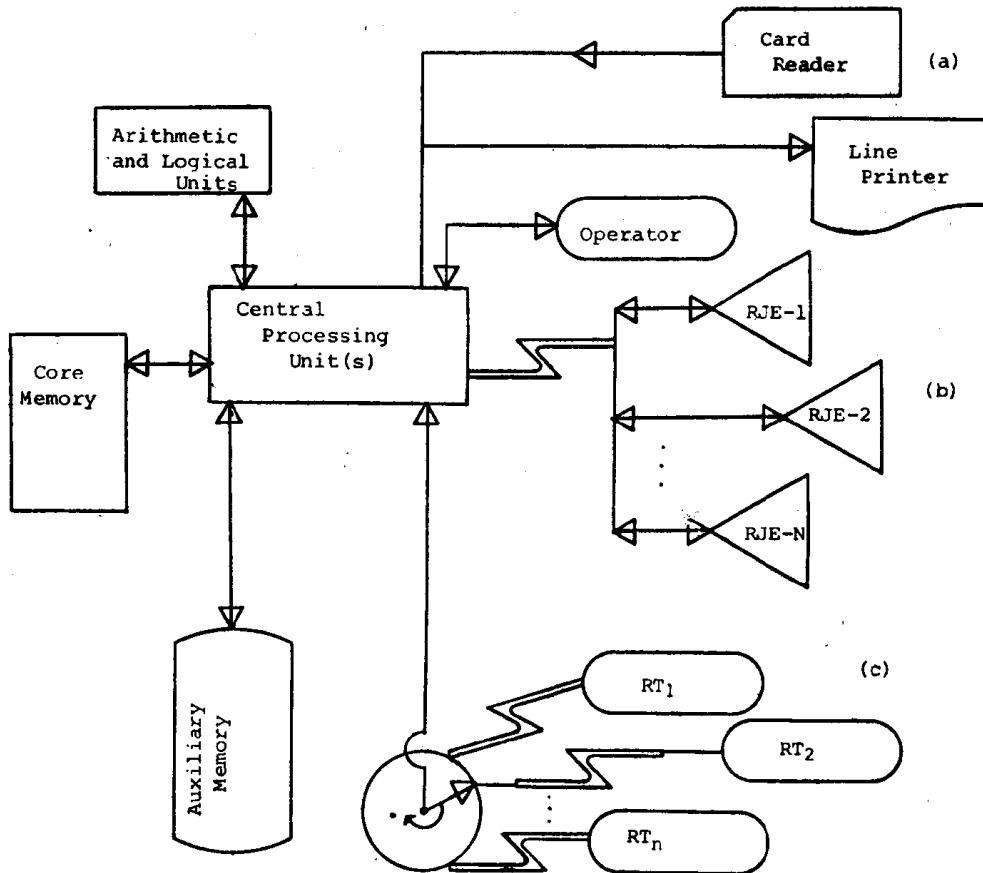 Card
Reader
(a)
Arithmetic
and Logical
Units
Line
Printer
Operator
Central
Processing
Unit(s)
RJE-1
Core
Memory
(b)
RJE-2
RJE-N
RT1
(c)
RT2
Auxiliary
Memory
RTn